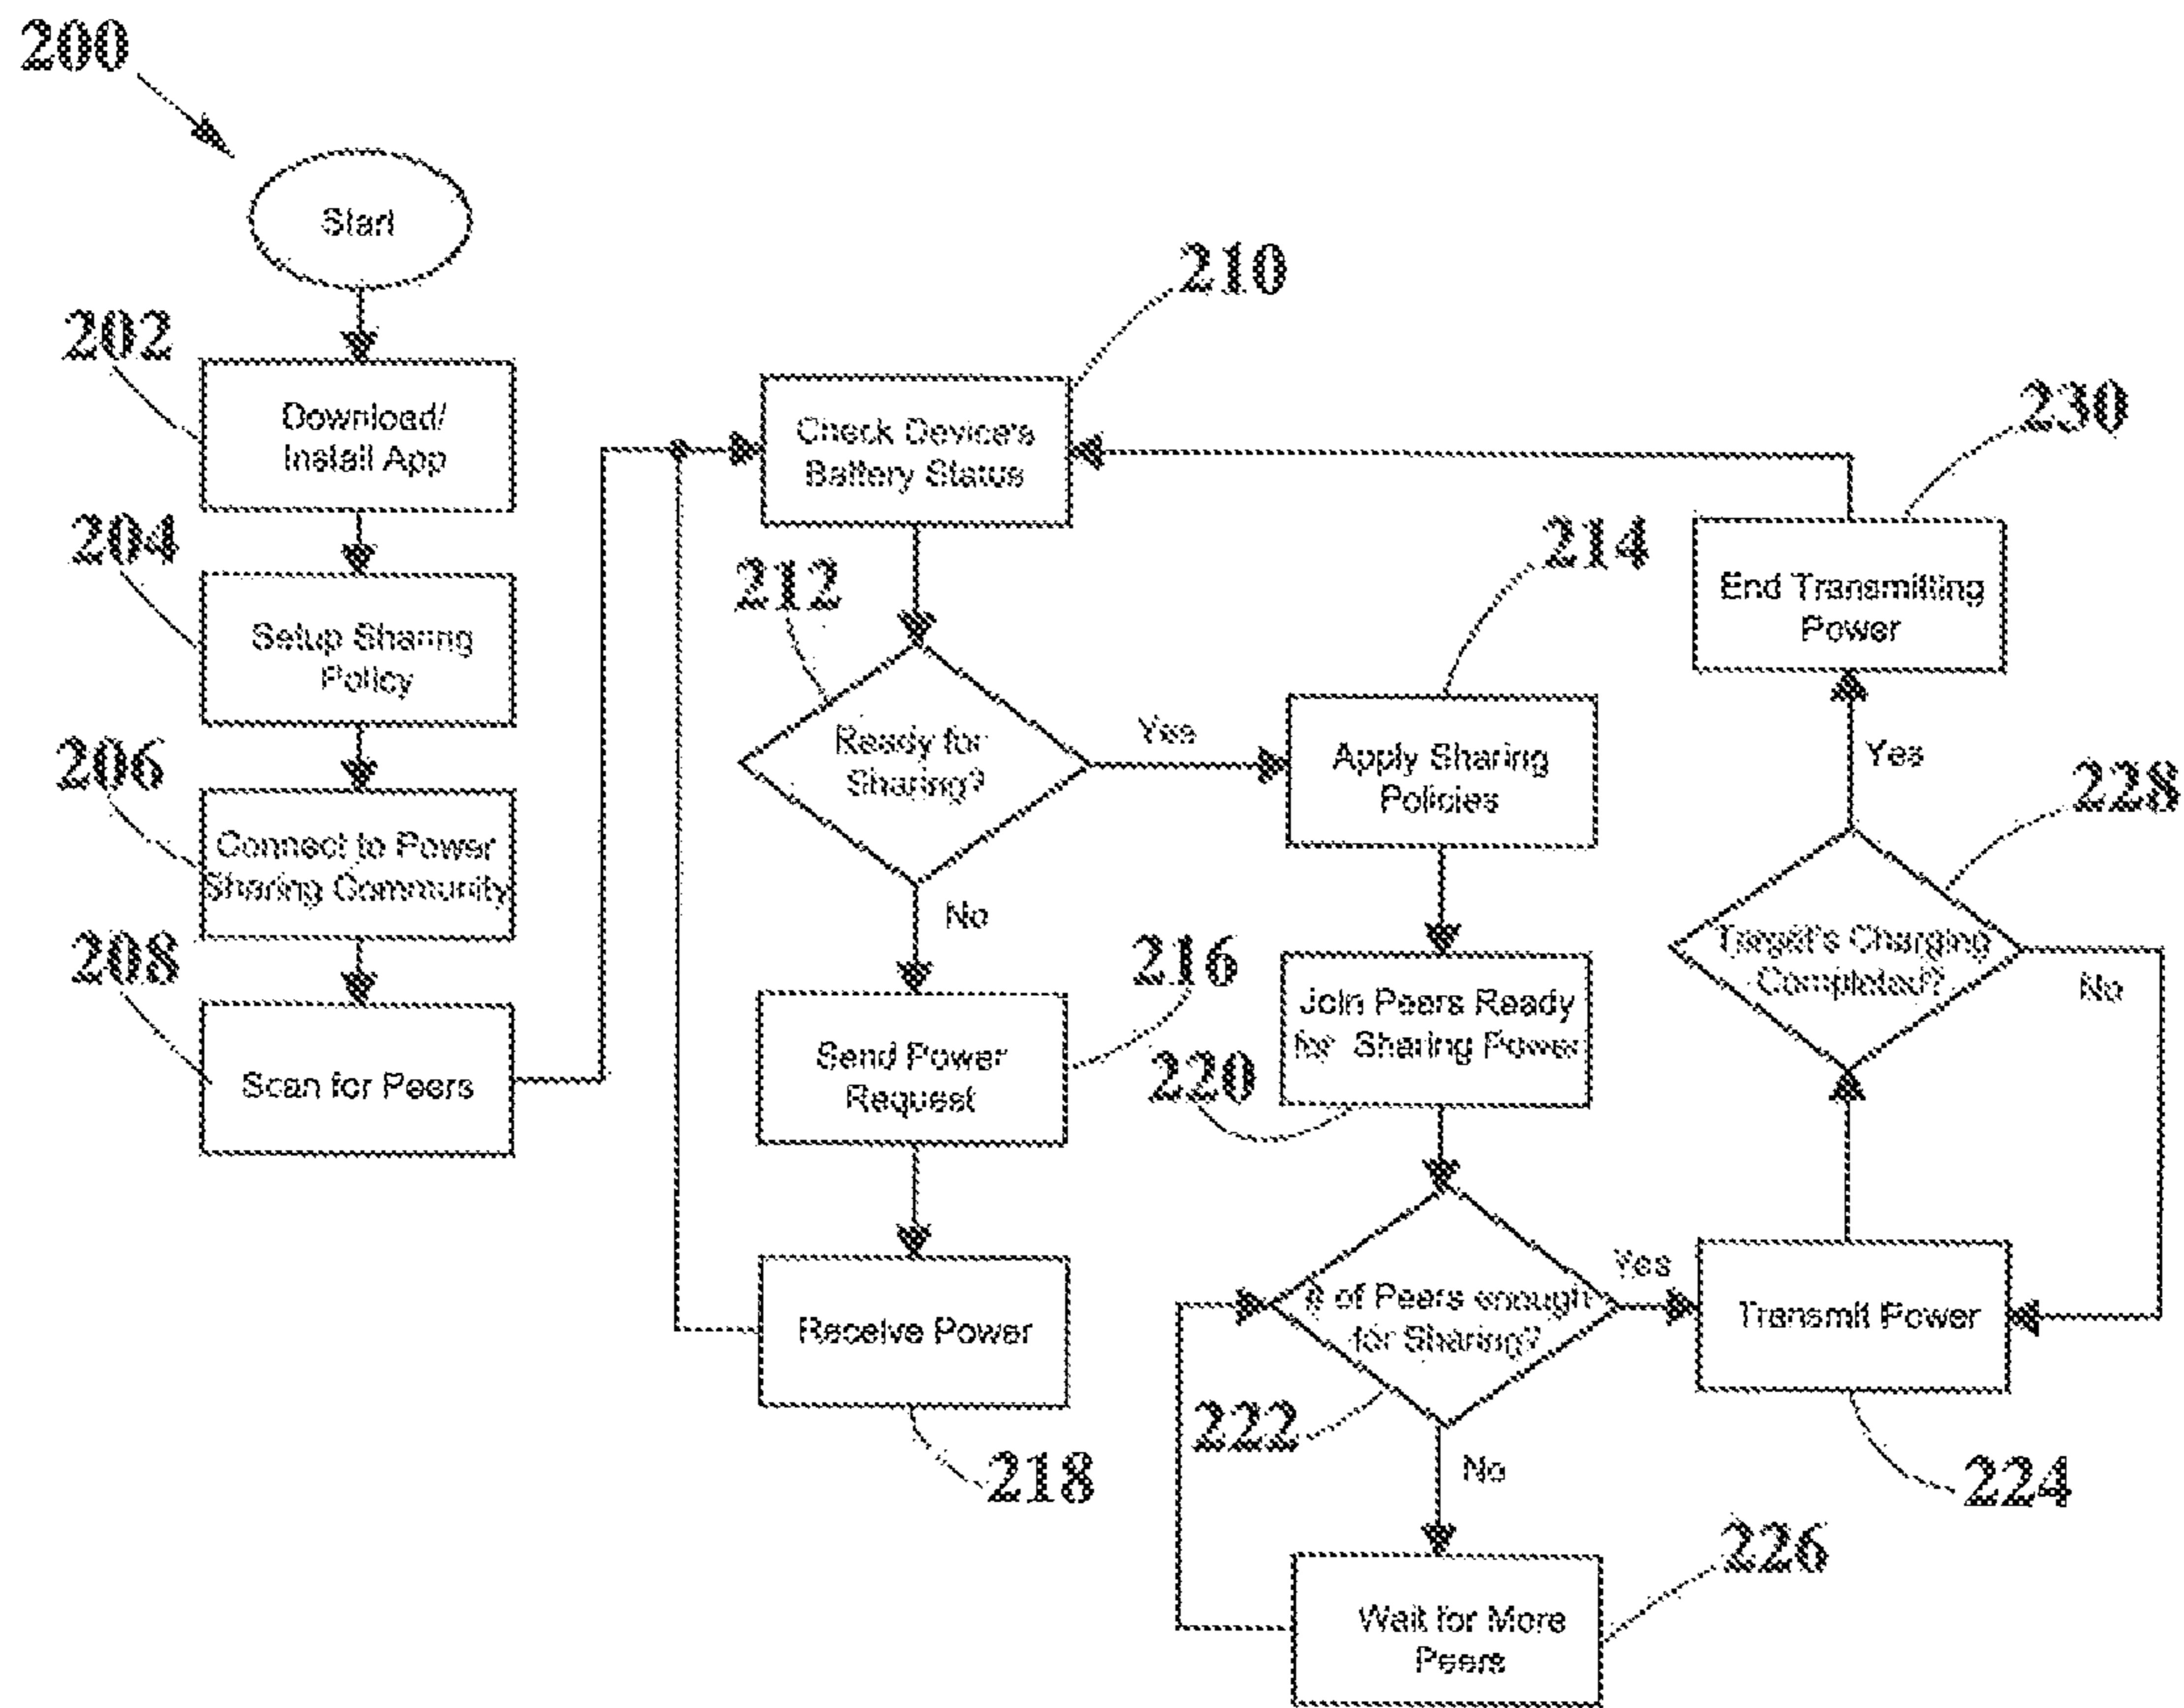 200
Start
202
Download/
Install App
204
Setup Sharing
Policy
206
Connect to Power
Sharing Community
208
Scan for Peers
210
Check Device's
Battery Status
212
Ready for
Sharing?
Yes
No
214
Apply Sharing
Policies
216
Send Power
Request
218
Receive Power
220
Join Peers Ready
for Sharing Power
222
# of Peers enough
for Sharing?
Yes
No
224
Transmit Power
226
Wait for More
Peers
228
Target's Charging
Completed?
Yes
No
230
End Transmitting
Power